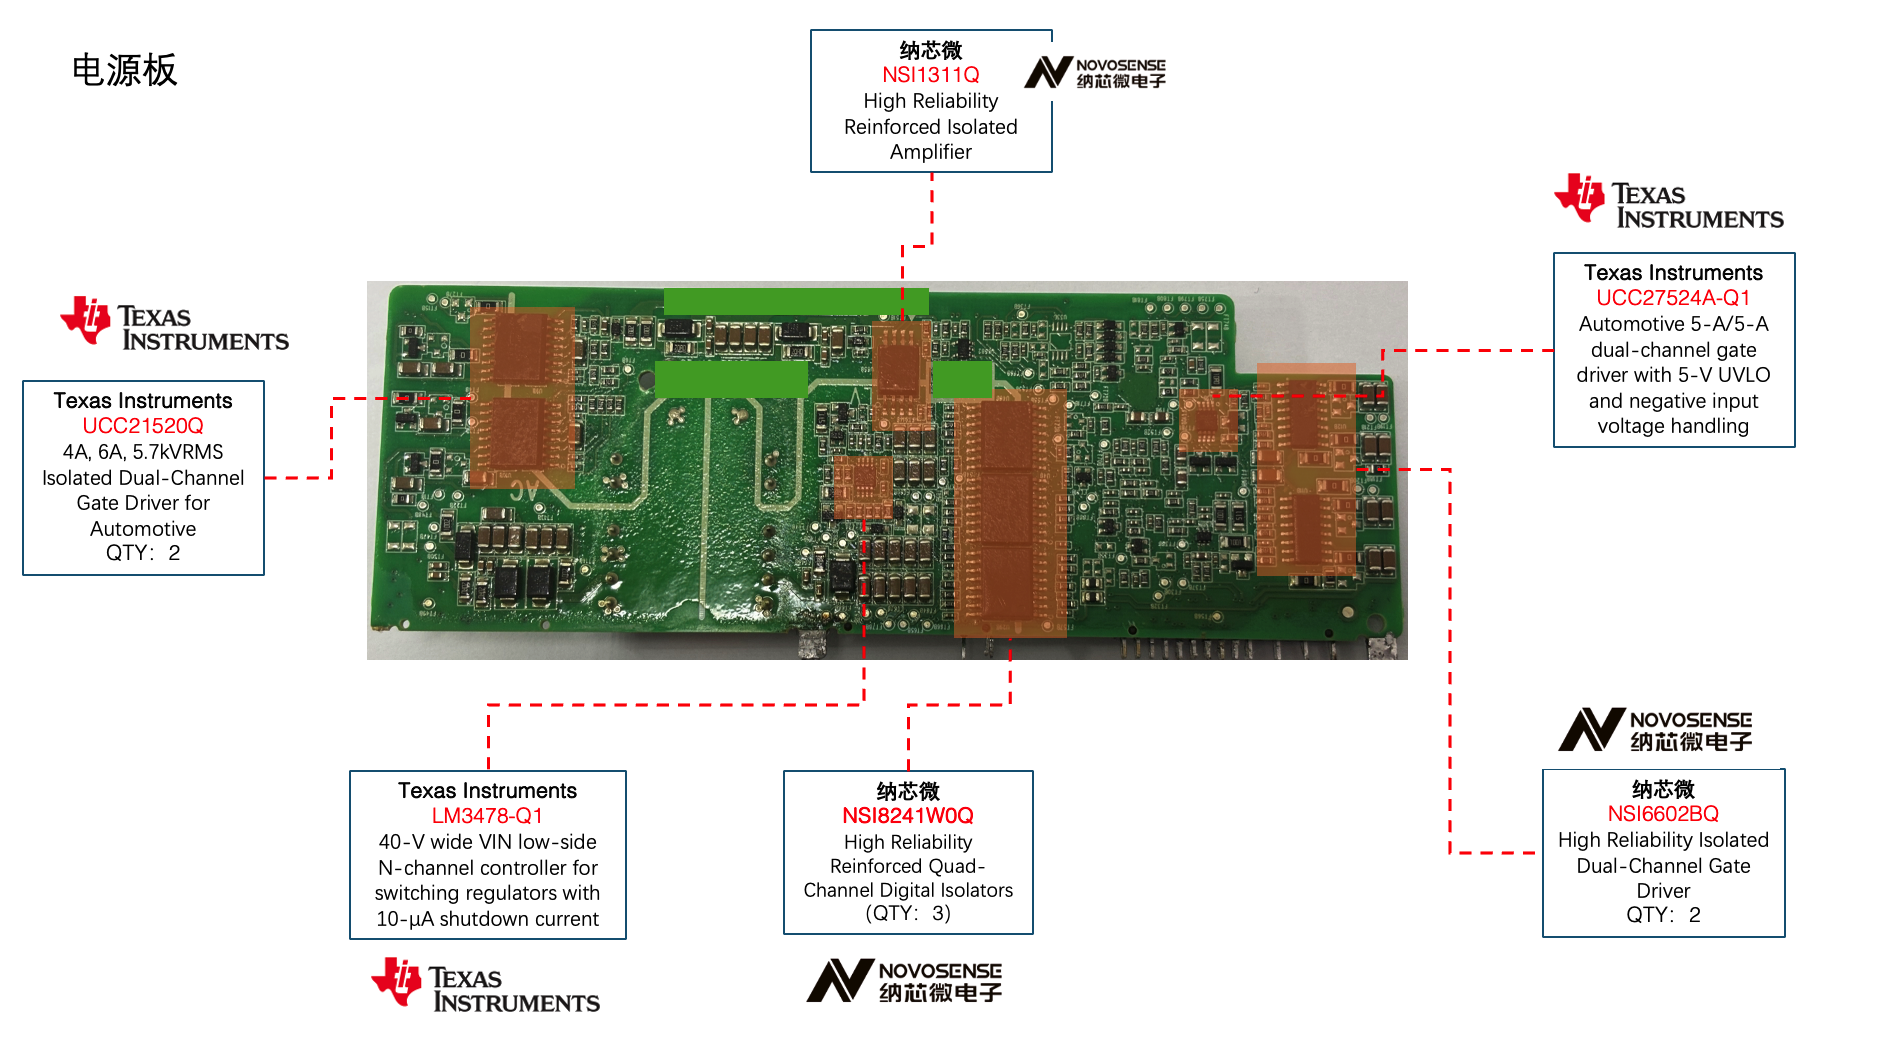 电源板
纳芯微
NSI1311Q
High Reliability
Reinforced Isolated
Amplifier
NOVOSENSE
纳芯微电子
TEXAS
INSTRUMENTS
Texas Instruments
UCC27524A-Q1
Automotive 5-A/5-A
dual-channel gate
driver with 5-V UVLO
and negative input
voltage handling
TEXAS
INSTRUMENTS
Texas Instruments
UCC21520Q
4A, 6A, 5.7kVRMS
Isolated Dual-Channel
Gate Driver for
Automotive
QTY：2
AC
Texas Instruments
LM3478-Q1
40-V wide VIN low-side
N-channel controller for
switching regulators with
10-μA shutdown current
TEXAS
INSTRUMENTS
纳芯微
NSI8241W0Q
High Reliability
Reinforced Quad-
Channel Digital Isolators
(QTY：3)
NOVOSENSE
纳芯微电子
NOVOSENSE
纳芯微电子
纳芯微
NSI6602BQ
High Reliability Isolated
Dual-Channel Gate
Driver
QTY：2